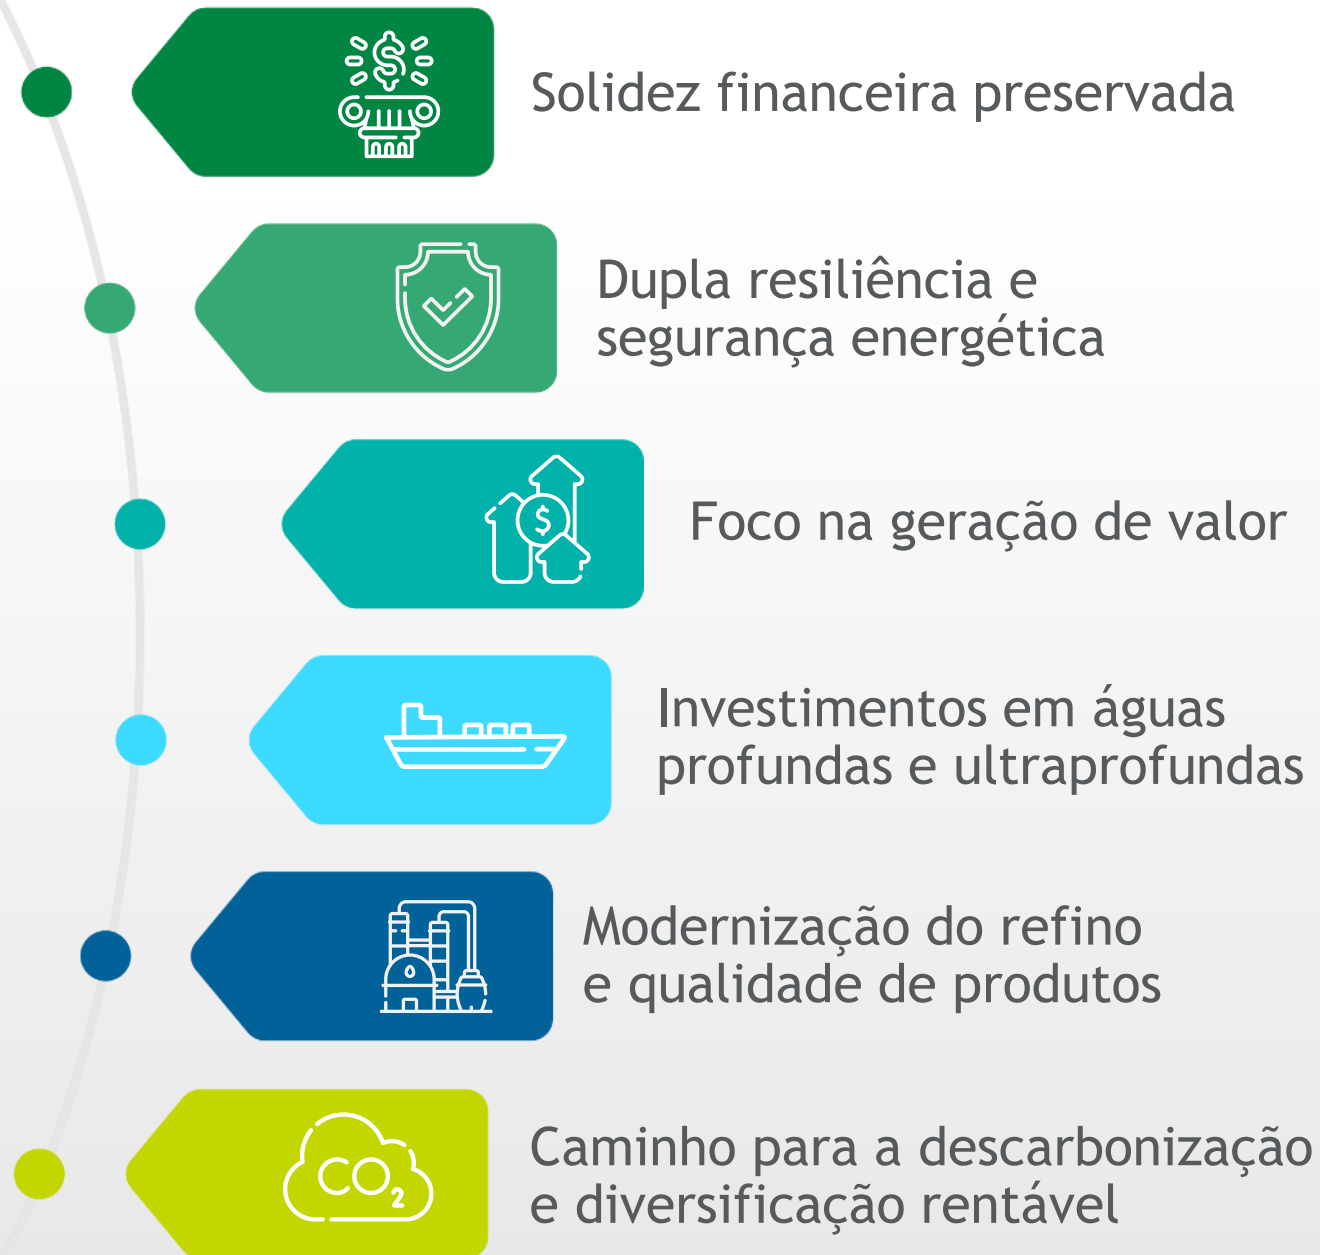 Solidez financeira preservada
Dupla resiliência e
segurança energética
Foco na geração de valor
Investimentos em águas
profundas e ultraprofundas
Modernização do refino
e qualidade de produtos
CO₂
Caminho para a descarbonização
e diversificação rentável